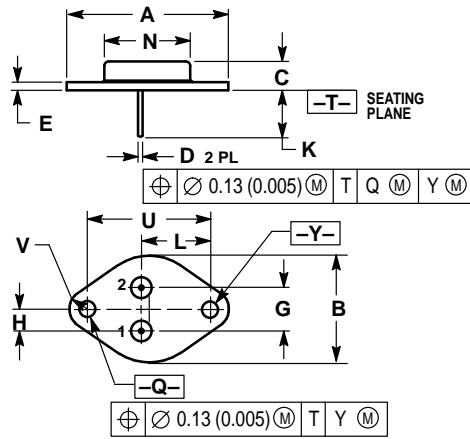 A
N
C
E
–T– SEATING PLANE
K
D 2 PL
⌖ ∅ 0.13 (0.005) Ⓜ T Q Ⓜ Y Ⓜ
U
V
L
–Y–
2
H
G
B
1
–Q–
⌖ ∅ 0.13 (0.005) Ⓜ T Y Ⓜ